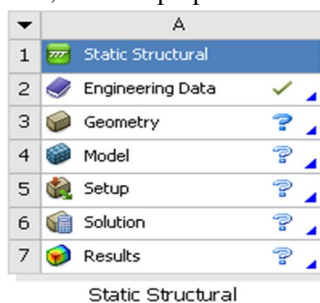 A
1 Static Structural
2 Engineering Data
3 Geometry ?
4 Model ?
5 Setup ?
6 Solution ?
7 Results ?
Static Structural